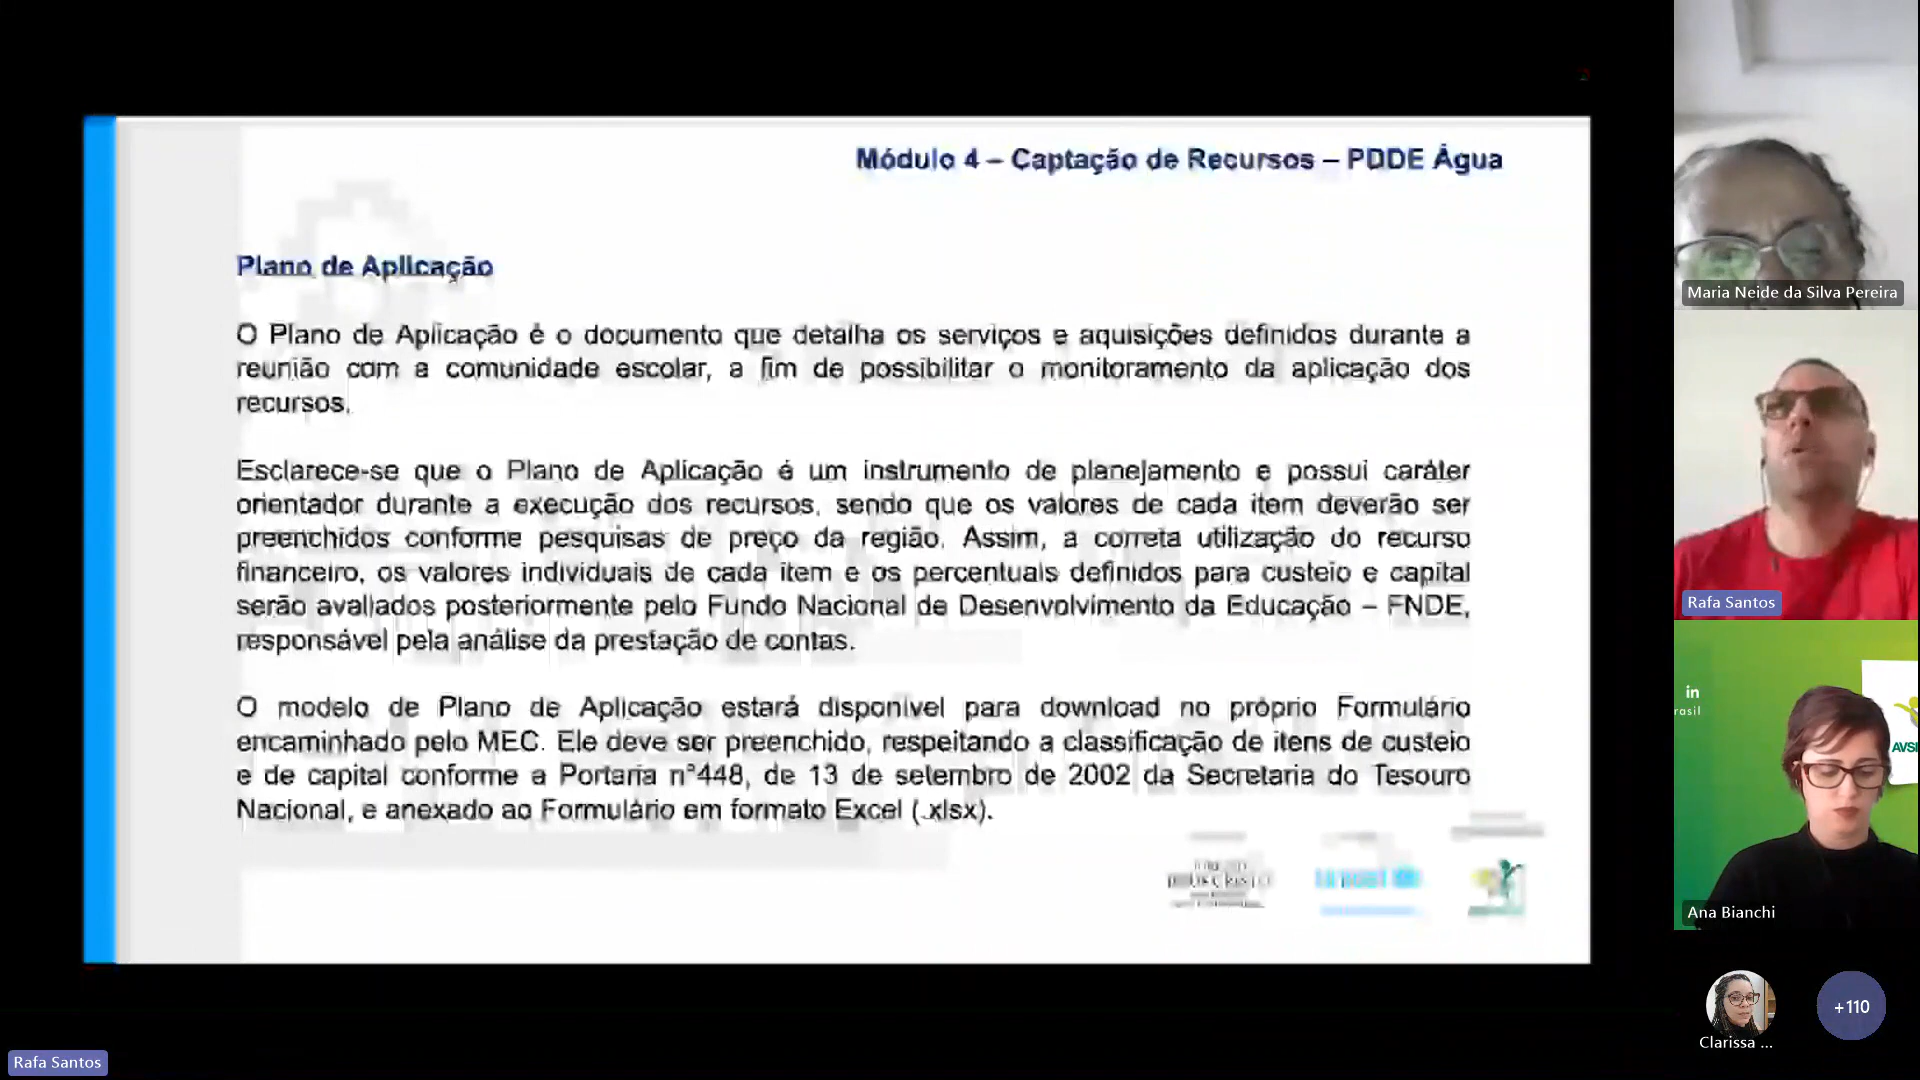 Módulo 4 – Captação de Recursos – PDDE Água
Plano de Aplicação
O Plano de Aplicação é o documento que detalha os serviços e aquisições definidos durante a
reunião com a comunidade escolar, a fim de possibilitar o monitoramento da aplicação dos
recursos.
Esclarece-se que o Plano de Aplicação é um instrumento de planejamento e possui caráter
orientador durante a execução dos recursos, sendo que os valores de cada item deverão ser
preenchidos conforme pesquisas de preço da região. Assim, a correta utilização do recurso
financeiro, os valores individuais de cada item e os percentuais definidos para custeio e capital
serão avaliados posteriormente pelo Fundo Nacional de Desenvolvimento da Educação – FNDE,
responsável pela análise da prestação de contas.
O modelo de Plano de Aplicação estará disponível para download no próprio Formulário
encaminhado pelo MEC. Ele deve ser preenchido, respeitando a classificação de itens de custeio
e de capital conforme a Portaria n°448, de 13 de setembro de 2002 da Secretaria do Tesouro
Nacional, e anexado ao Formulário em formato Excel (.xlsx).
Maria Neide da Silva Pereira
Rafa Santos
in
rasil
AVSI
Ana Bianchi
Clarissa ...
+110
Rafa Santos